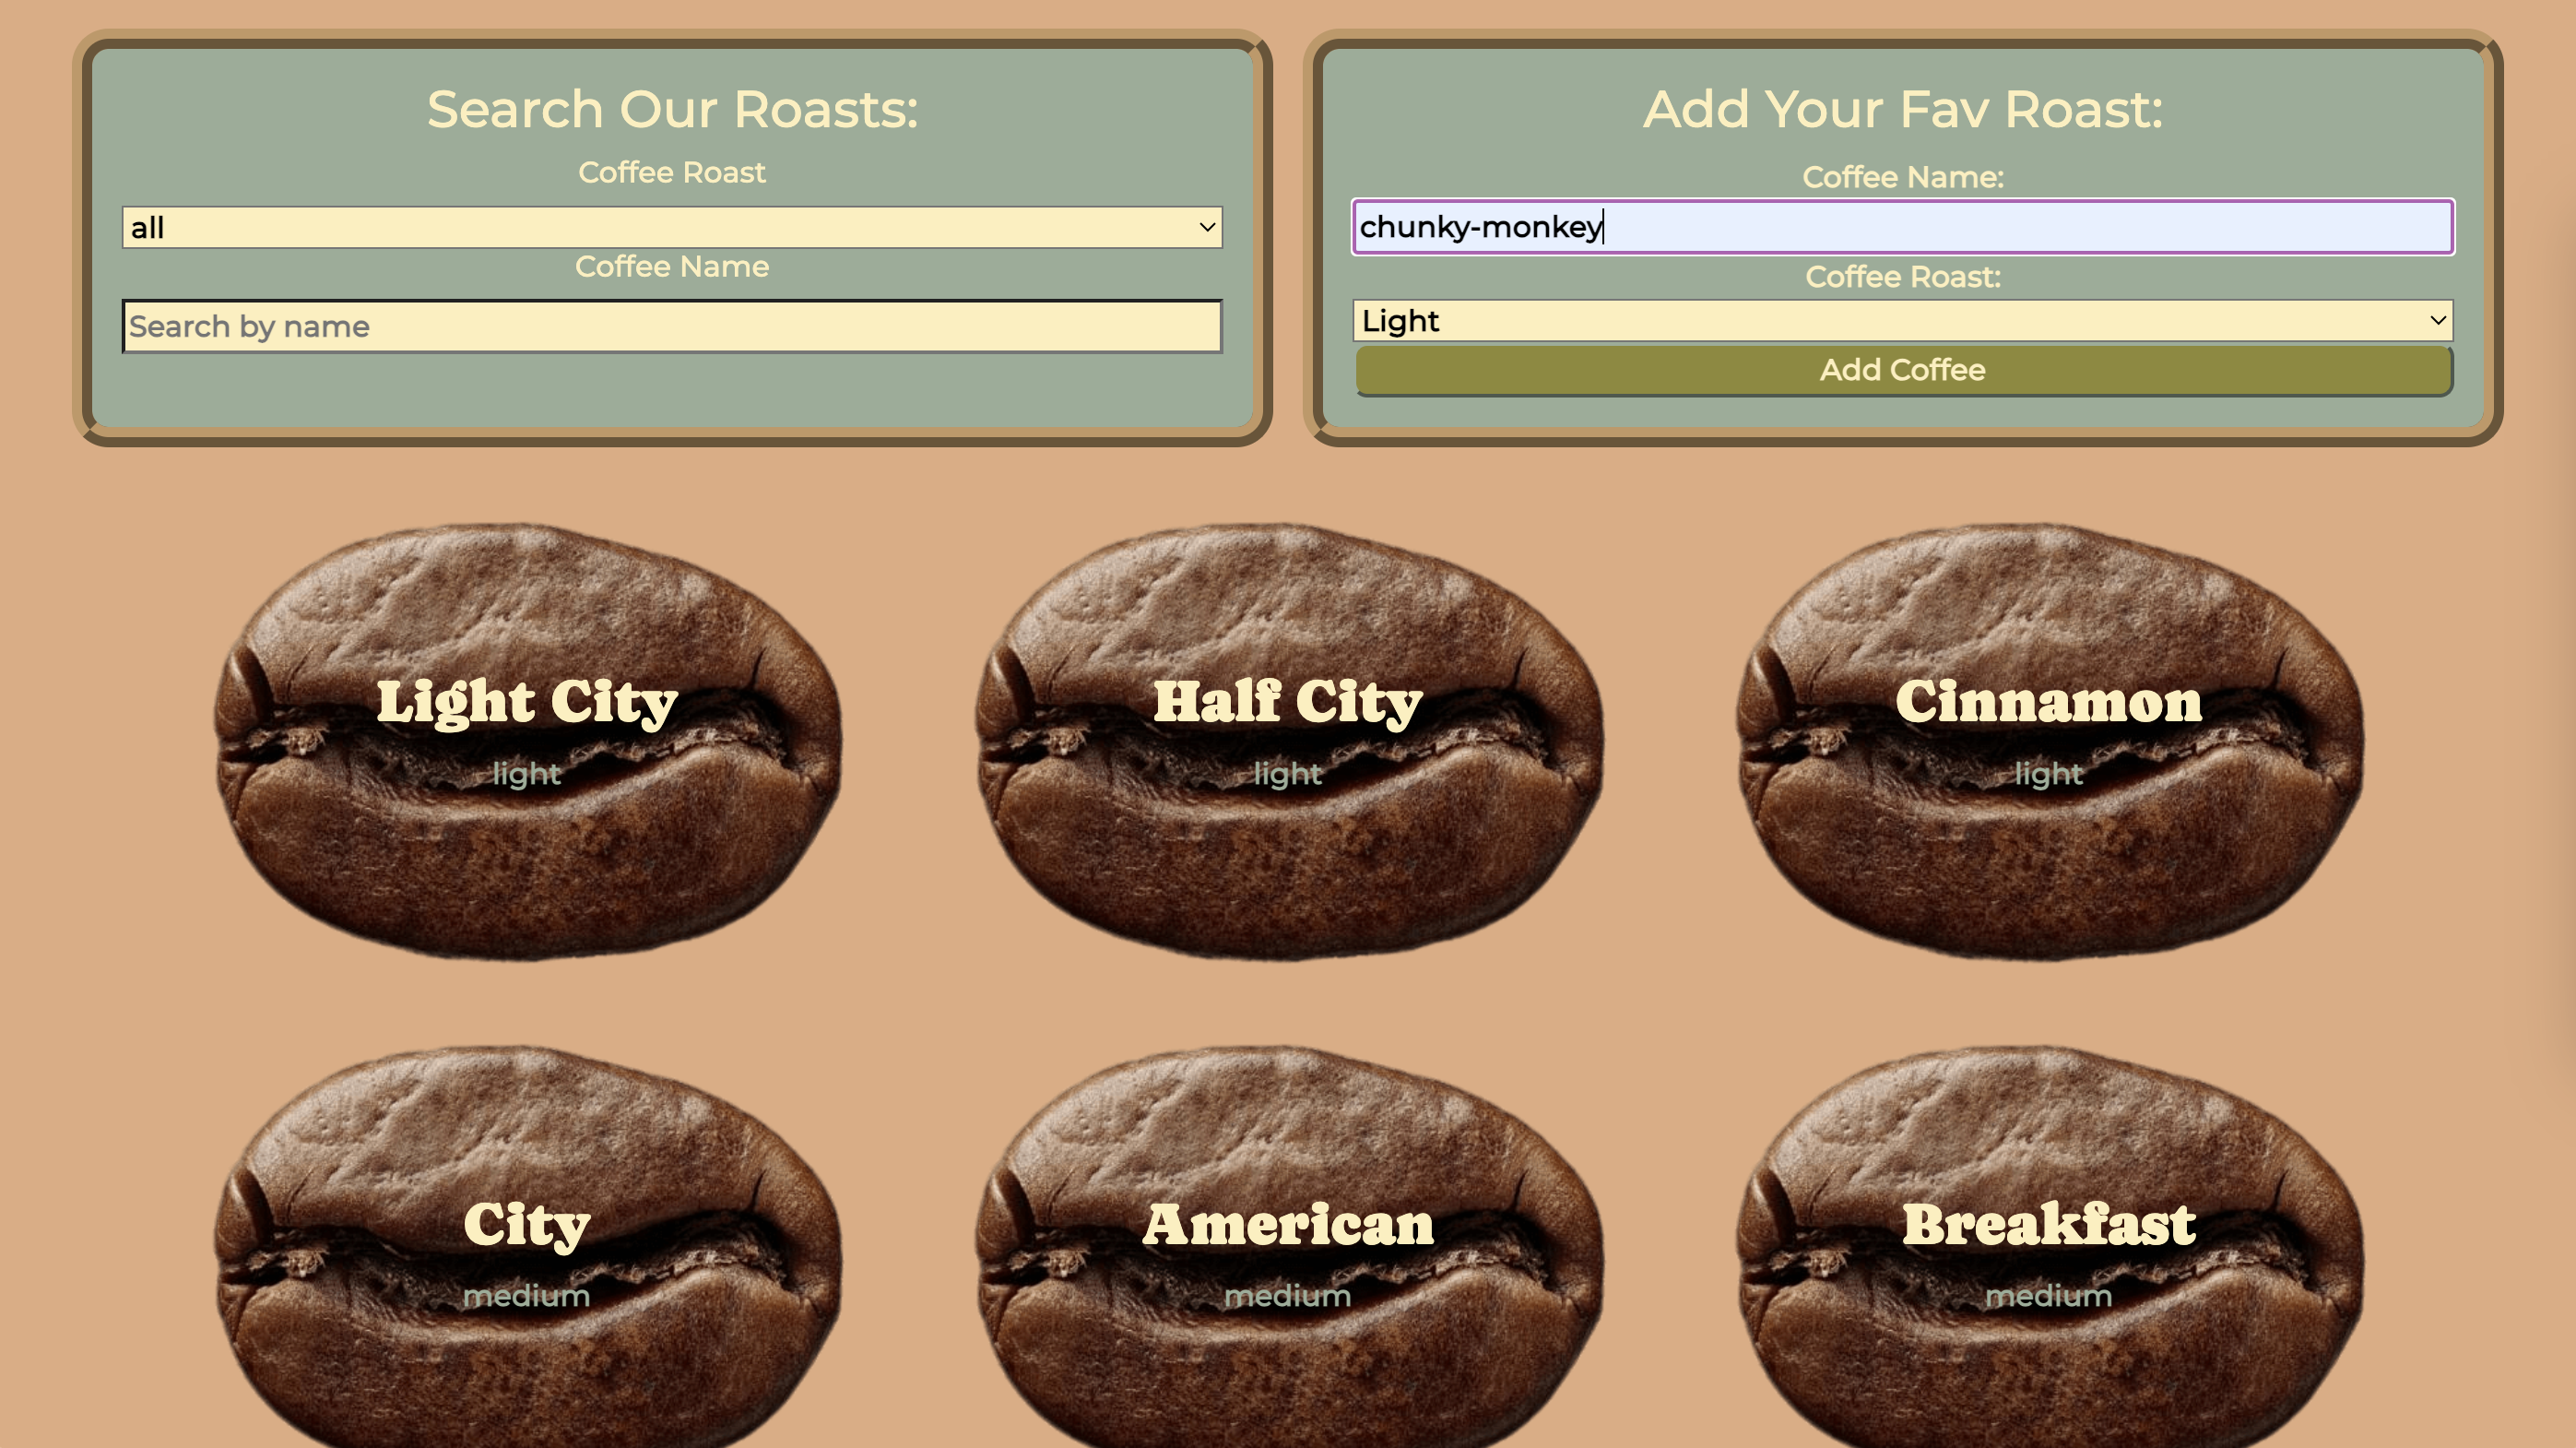 Search Our Roasts:
Coffee Roast
all
Coffee Name
Search by name
Add Your Fav Roast:
Coffee Name:
chunky-monkey
Coffee Roast:
Light
Add Coffee
Light City
light
Half City
light
Cinnamon
light
City
medium
American
medium
Breakfast
medium